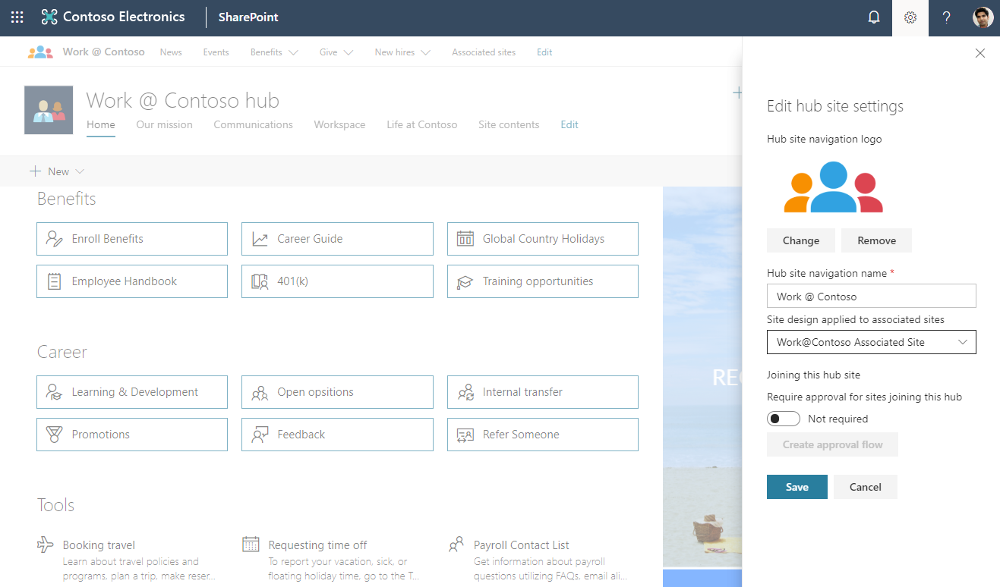 Contoso Electronics
SharePoint
?
Work @ Contoso
News
Events
Benefits
Give
New hires
Associated sites
Edit
Work @ Contoso hub
Home
Our mission
Communications
Workspace
Life at Contoso
Site contents
Edit
New
Benefits
Enroll Benefits
Career Guide
Global Country Holidays
Employee Handbook
401(k)
Training opportunities
Career
Learning & Development
Open opsitions
Internal transfer
Promotions
Feedback
Refer Someone
Tools
Booking travel
Learn about travel policies and
programs, plan a trip, make reser...
Requesting time off
To report your vacation, sick, or
floating holiday time, go to the T...
Payroll Contact List
Get information about payroll
questions utilizing FAQs, email ali...
Edit hub site settings
Hub site navigation logo
Change
Remove
Hub site navigation name *
Work @ Contoso
Site design applied to associated sites
Work@Contoso Associated Site
Joining this hub site
Require approval for sites joining this hub
Not required
Create approval flow
Save
Cancel